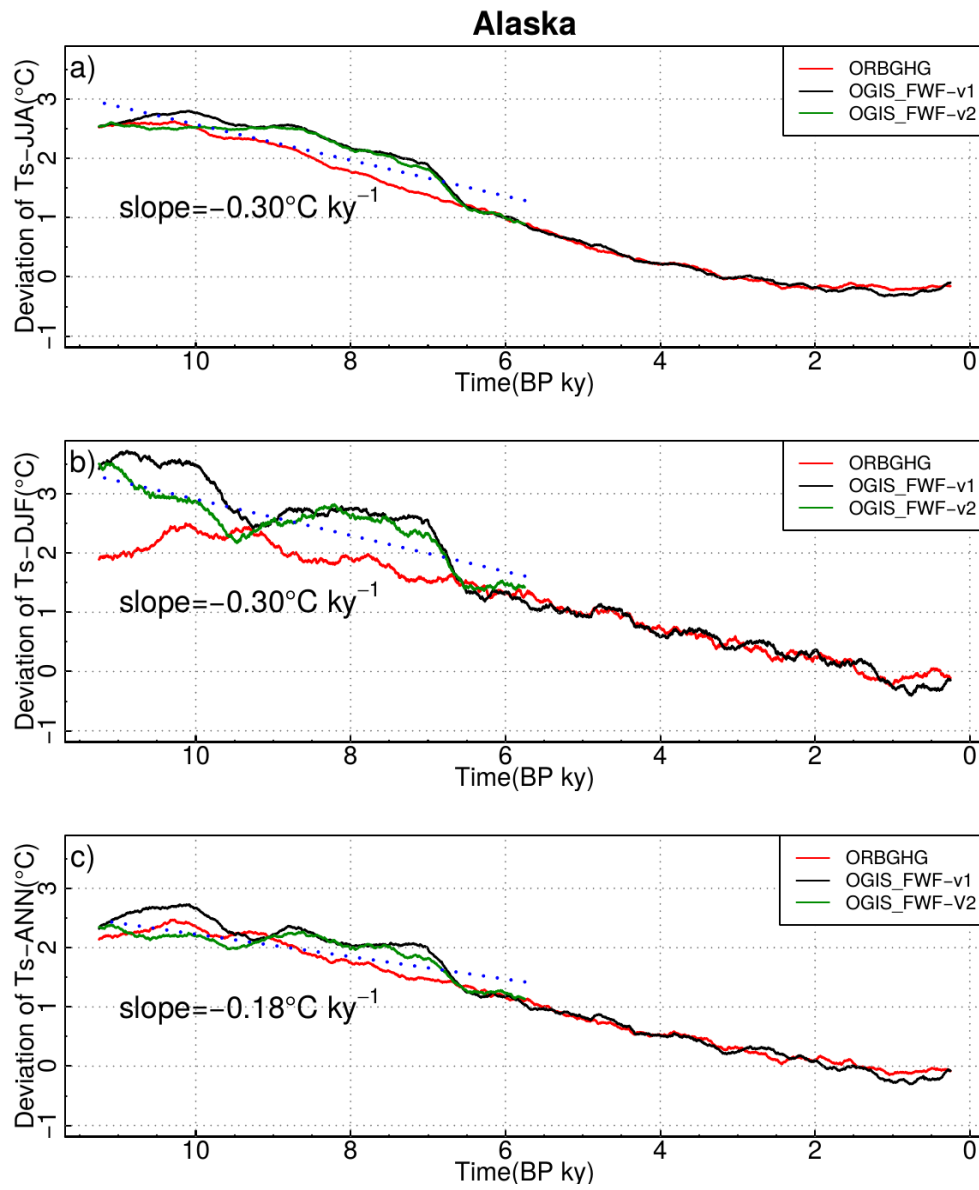 Alaska
a)
Deviation of Ts−JJA(°C)
3
2
1
0
−1
ORBGHG
OGIS_FWF−v1
OGIS_FWF−v2
slope=−0.30°C ky⁻¹
10 8 6 4 2 0
Time(BP ky)
b)
Deviation of Ts−DJF(°C)
3
2
1
0
−1
ORBGHG
OGIS_FWF−v1
OGIS_FWF−v2
slope=−0.30°C ky⁻¹
10 8 6 4 2 0
Time(BP ky)
c)
Deviation of Ts−ANN(°C)
3
2
1
0
−1
ORBGHG
OGIS_FWF−v1
OGIS_FWF−V2
slope=−0.18°C ky⁻¹
10 8 6 4 2 0
Time(BP ky)